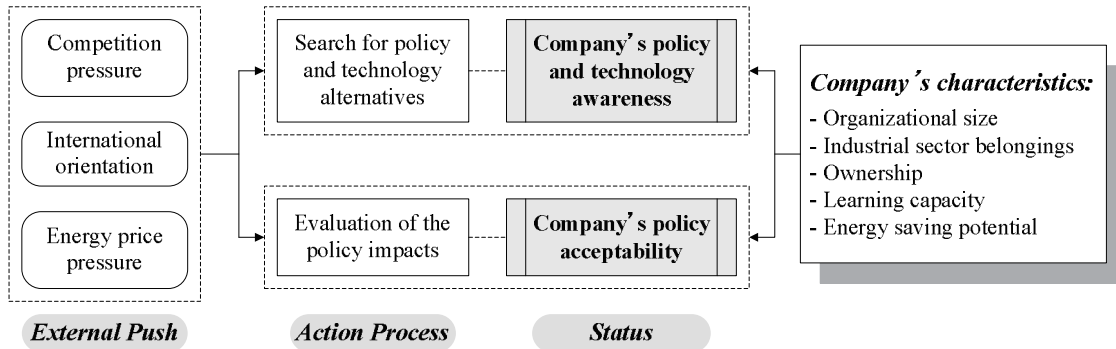 Competition
pressure
International
orientation
Energy price
pressure
External Push
Search for policy
and technology
alternatives
Evaluation of the
policy impacts
Action Process
Company's policy
and technology
awareness
Company's policy
acceptability
Status
Company's characteristics:
- Organizational size
- Industrial sector belongings
- Ownership
- Learning capacity
- Energy saving potential